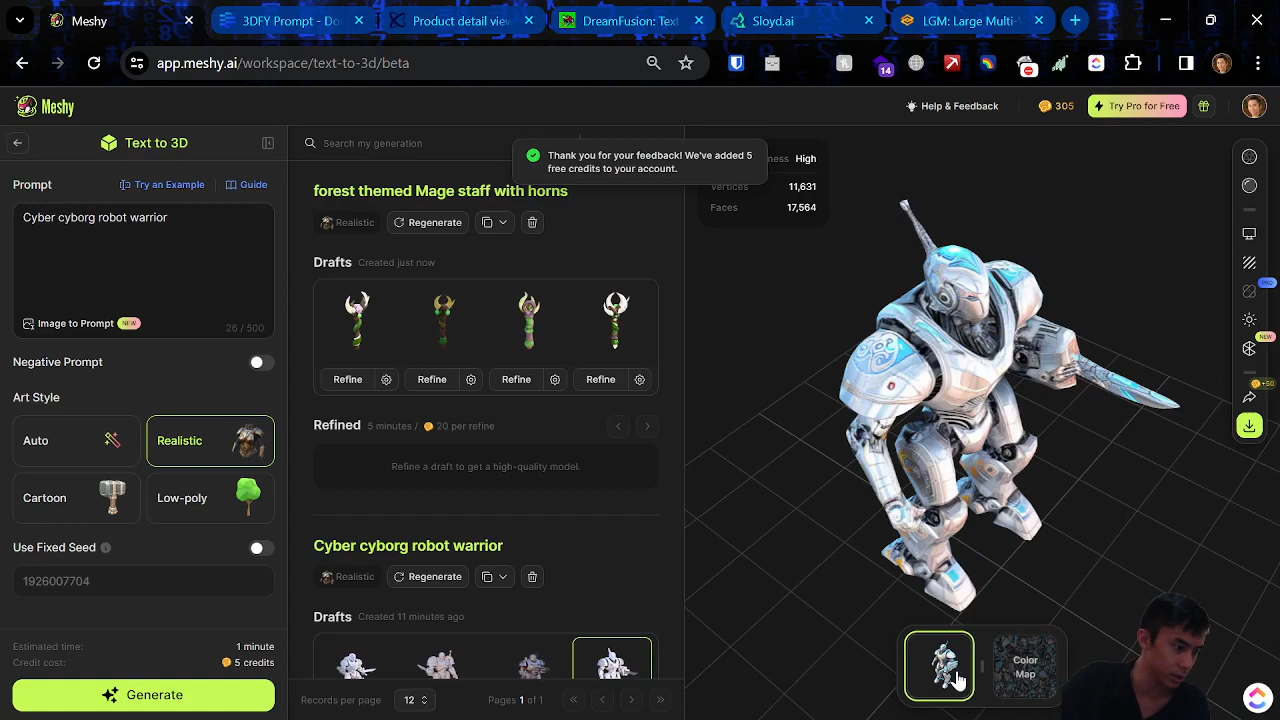 Meshy
3DFY Prompt - Do
Product detail view
DreamFusion: Text
Sloyd.ai
LGM: Large Multi-
app.meshy.ai/workspace/text-to-3d/beta
14
Meshy
Help & Feedback
305
Try Pro for Free
Text to 3D
Search my generation
Thank you for your feedback! We've added 5
free credits to your account.
ness High
Vertices 11,631
Faces 17,564
Prompt
Try an Example
Guide
Cyber cyborg robot warrior
Image to Prompt NEW
26 / 500
Negative Prompt
Art Style
Auto
Realistic
Cartoon
Low-poly
Use Fixed Seed
1926007704
Estimated time: 1 minute
Credit cost: 5 credits
Generate
forest themed Mage staff with horns
Realistic
Regenerate
Drafts Created just now
Refine
Refine
Refine
Refine
Refined 5 minutes / 20 per refine
Refine a draft to get a high-quality model.
Cyber cyborg robot warrior
Realistic
Regenerate
Drafts Created 11 minutes ago
Records per page 12
Pages 1 of 1
PRO
NEW
+50
Color
Map